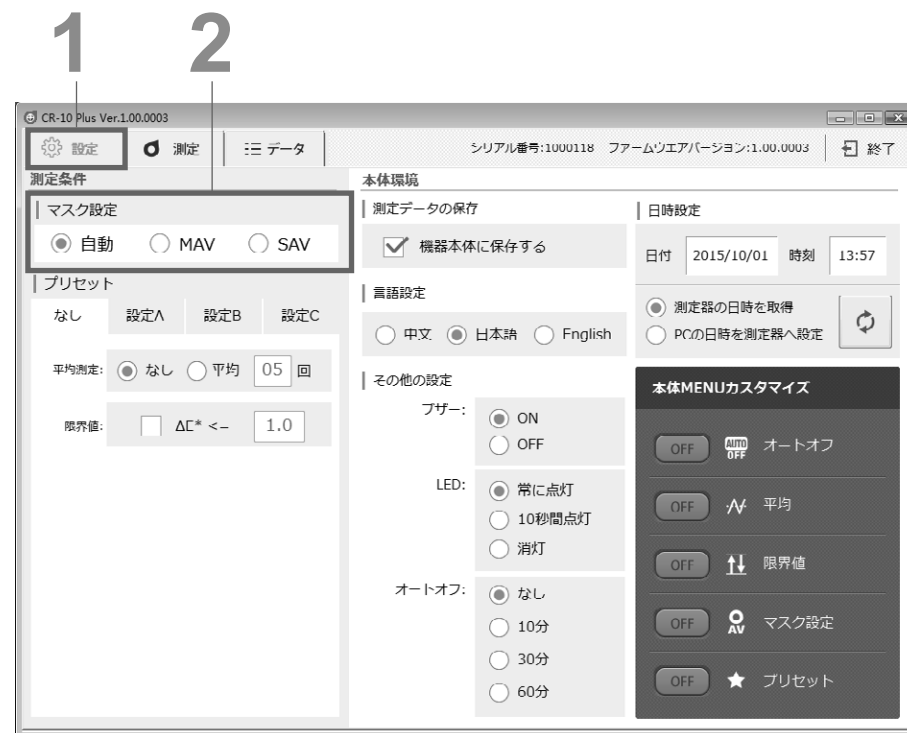 1 2
CR-10 Plus Ver.1.00.0003
設定 測定 データ シリアル番号:1000118 ファームウエアバージョン:1.00.0003 終了
測定条件
マスク設定
自動 MAV SAV
プリセット
なし 設定A 設定B 設定C
平均測定: なし 平均 05 回
限界値: ΔE* <= 1.0
本体環境
測定データの保存
機器本体に保存する
言語設定
中文 日本語 English
その他の設定
ブザー: ON
OFF
LED: 常に点灯
10秒間点灯
消灯
オートオフ: なし
10分
30分
60分
日時設定
日付 2015/10/01 時刻 13:57
測定器の日時を取得
PCの日時を測定器へ設定
本体MENUカスタマイズ
OFF AUTO OFF オートオフ
OFF 平均
OFF 限界値
OFF AV マスク設定
OFF プリセット